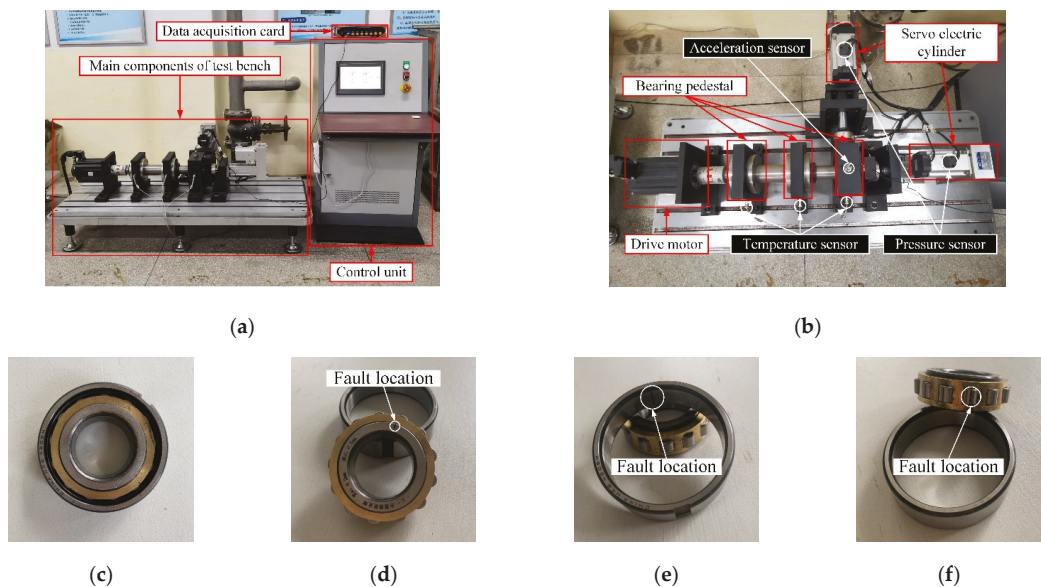 Data acquisition card
Main components of test bench
Control unit
(a)
Acceleration sensor
Servo electric
cylinder
Bearing pedestal
Drive motor
Temperature sensor
Pressure sensor
(b)
(c)
Fault location
(d)
Fault location
(e)
Fault location
(f)